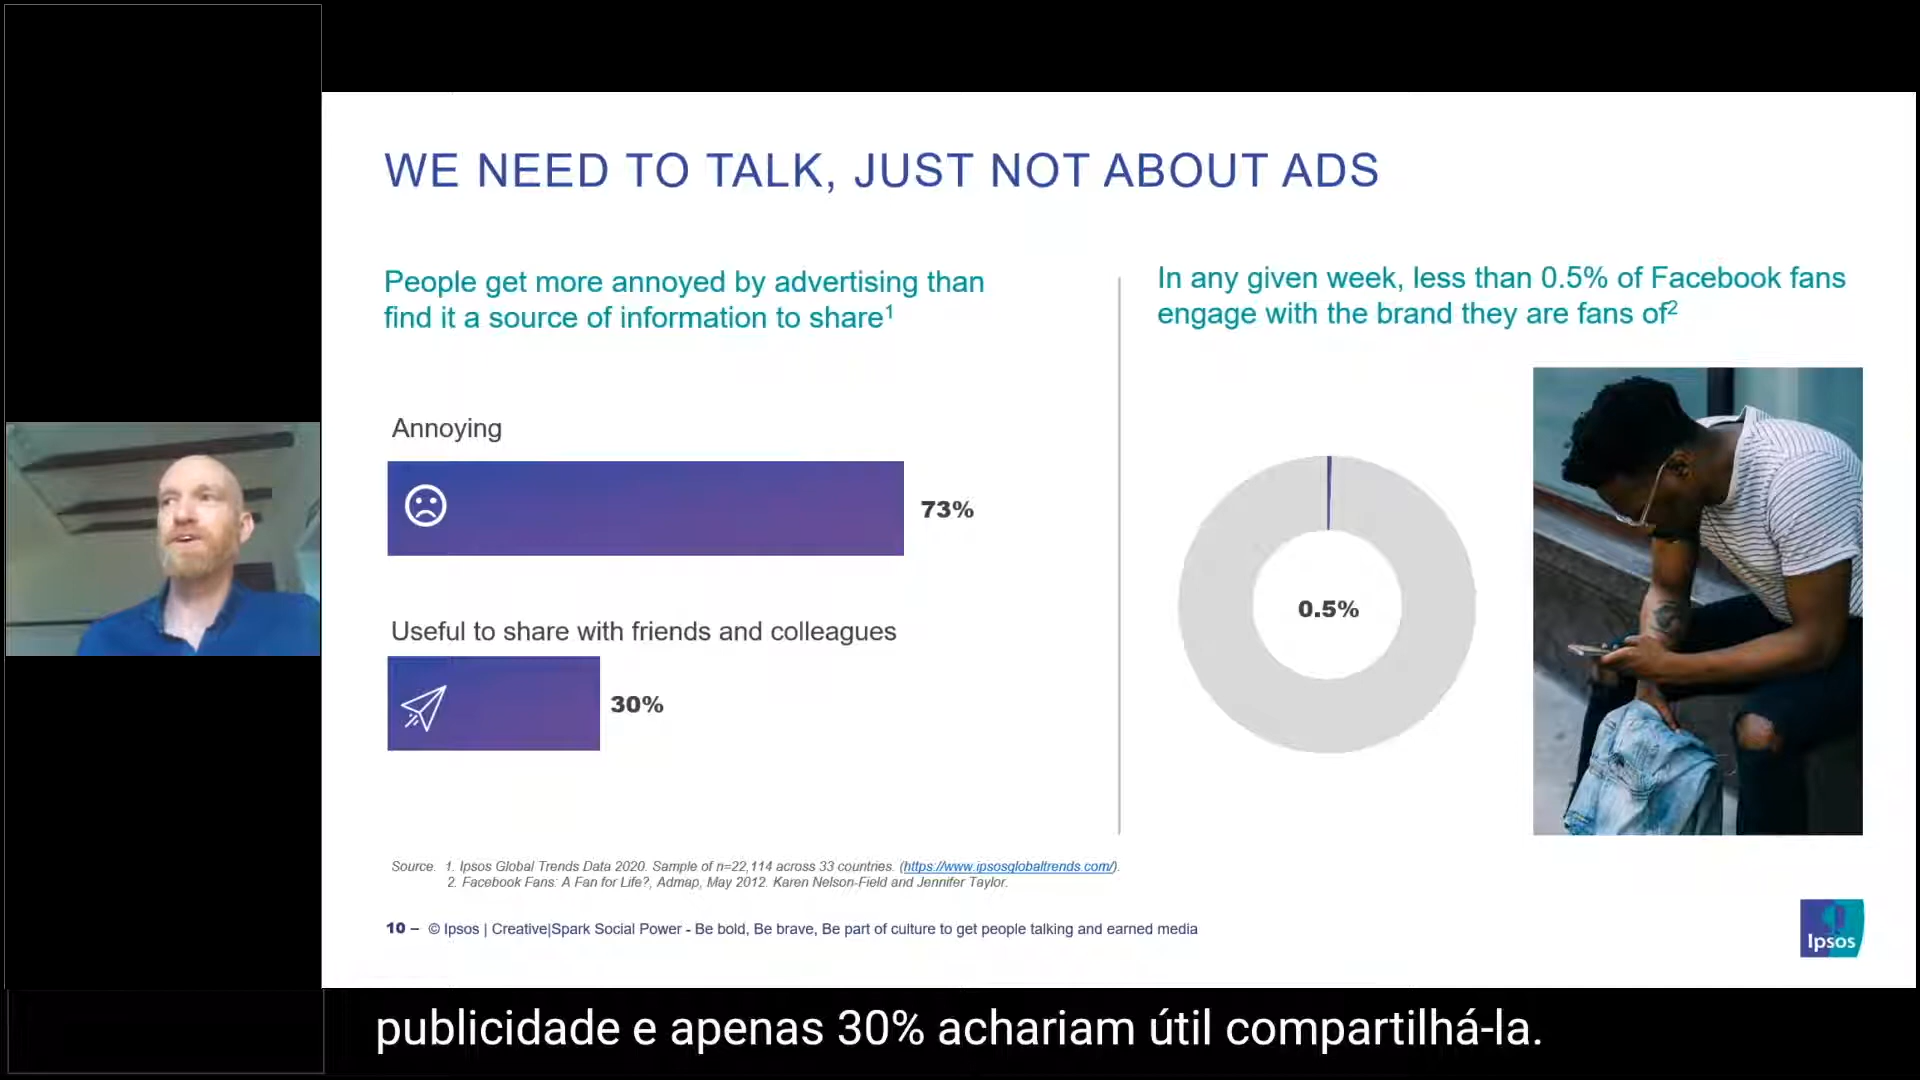 WE NEED TO TALK, JUST NOT ABOUT ADS
People get more annoyed by advertising than
find it a source of information to share¹
Annoying
73%
Useful to share with friends and colleagues
30%
In any given week, less than 0.5% of Facebook fans
engage with the brand they are fans of²
0.5%
Source. 1. Ipsos Global Trends Data 2020. Sample of n=22,114 across 33 countries. (https://www.ipsosglobaltrends.com/).
2. Facebook Fans: A Fan for Life?, Admap, May 2012. Karen Nelson-Field and Jennifer Taylor.
10 – © Ipsos | Creative|Spark Social Power - Be bold, Be brave, Be part of culture to get people talking and earned media
Ipsos
publicidade e apenas 30% achariam útil compartilhá-la.